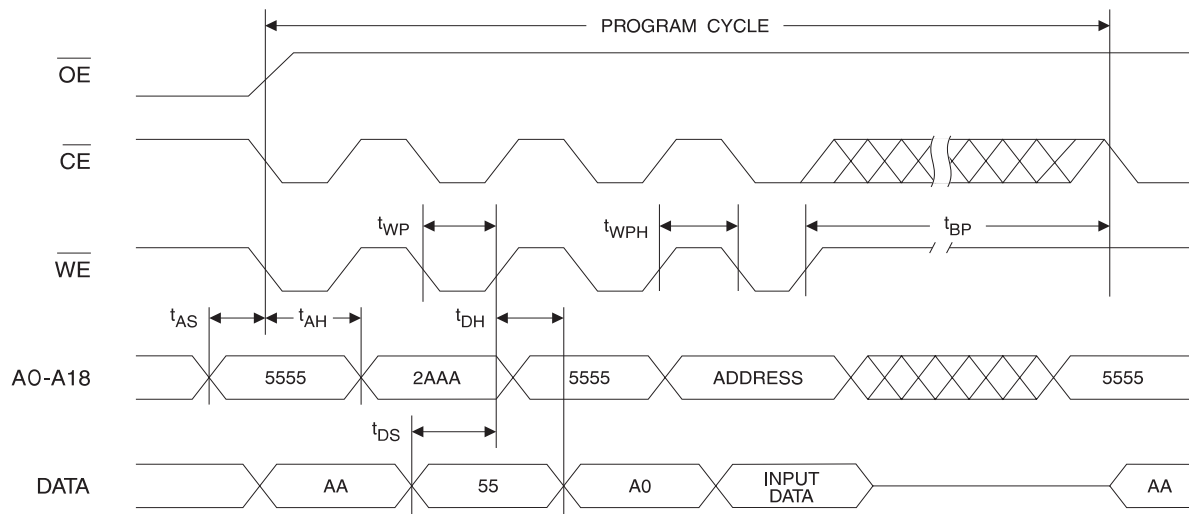 PROGRAM CYCLE
OE
CE
tWP
tWPH
tBP
WE
tAS
tAH
tDH
A0-A18
5555
2AAA
5555
ADDRESS
5555
tDS
DATA
AA
55
A0
INPUT
DATA
AA